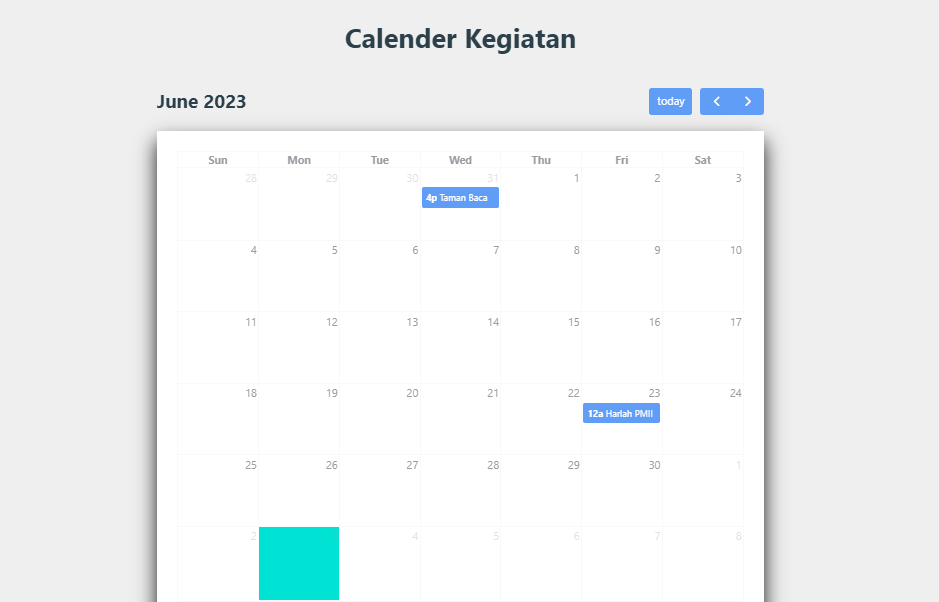 Calender Kegiatan
June 2023
today
Sun Mon Tue Wed Thu Fri Sat
28 29 30 31 1 2 3
4p Taman Baca
4 5 6 7 8 9 10
11 12 13 14 15 16 17
18 19 20 21 22 23 24
12a Harlah PMII
25 26 27 28 29 30 1
2 4 5 6 7 8